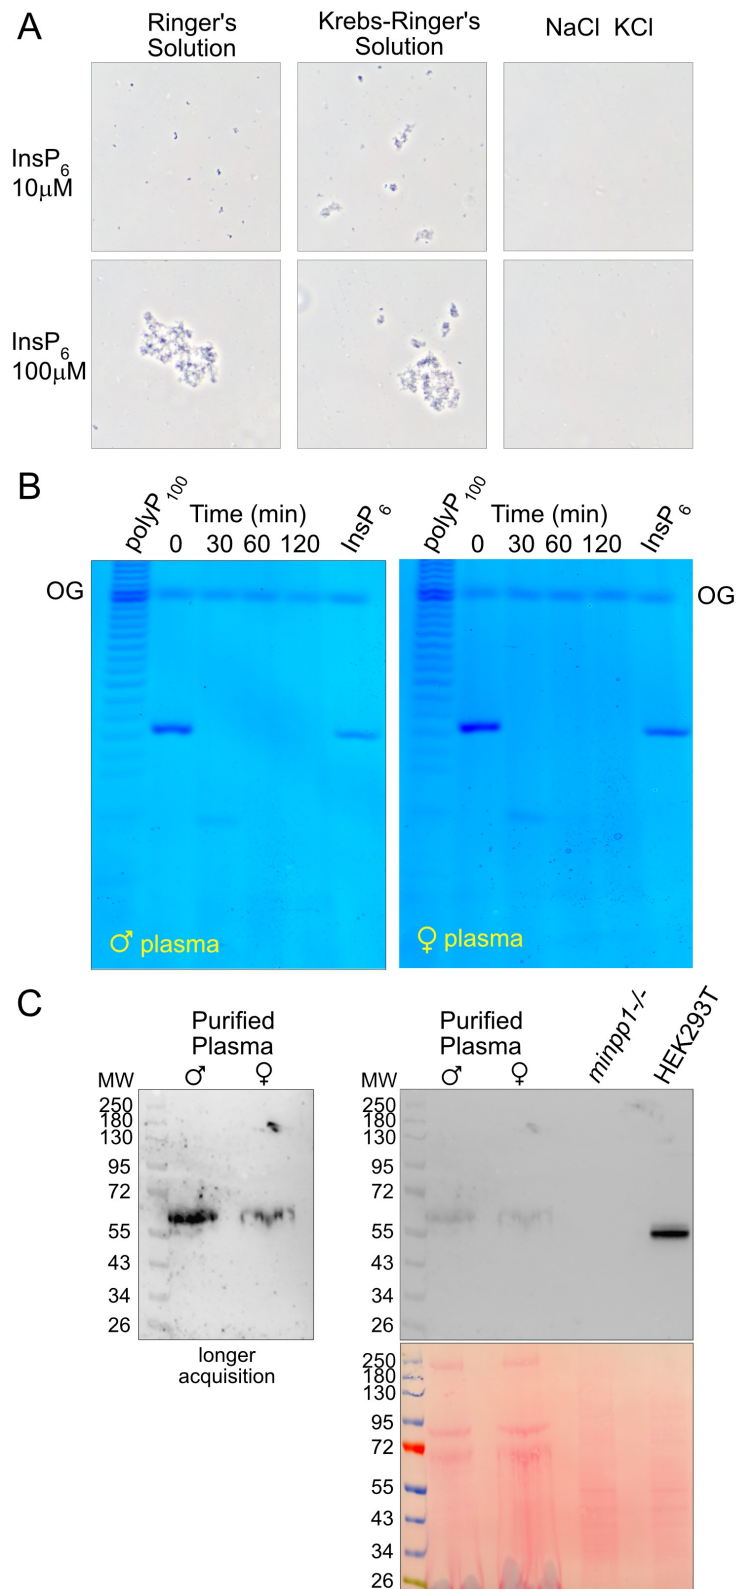 A
Ringer's
Solution
Krebs-Ringer's
Solution
NaCl KCl
InsP6
10μM
InsP6
100μM
B
polyP100
Time (min)
0 30 60 120
InsP6
polyP100
Time (min)
0 30 60 120
InsP6
OG
OG
♂ plasma
♀ plasma
C
Purified
Plasma
MW ♂ ♀
250
180
130
95
72
55
43
34
26
longer
acquisition
Purified
Plasma
MW ♂ ♀
minpp1-/-
HEK293T
250
180
130
95
72
55
43
34
26
250
180
130
95
72
55
43
34
26